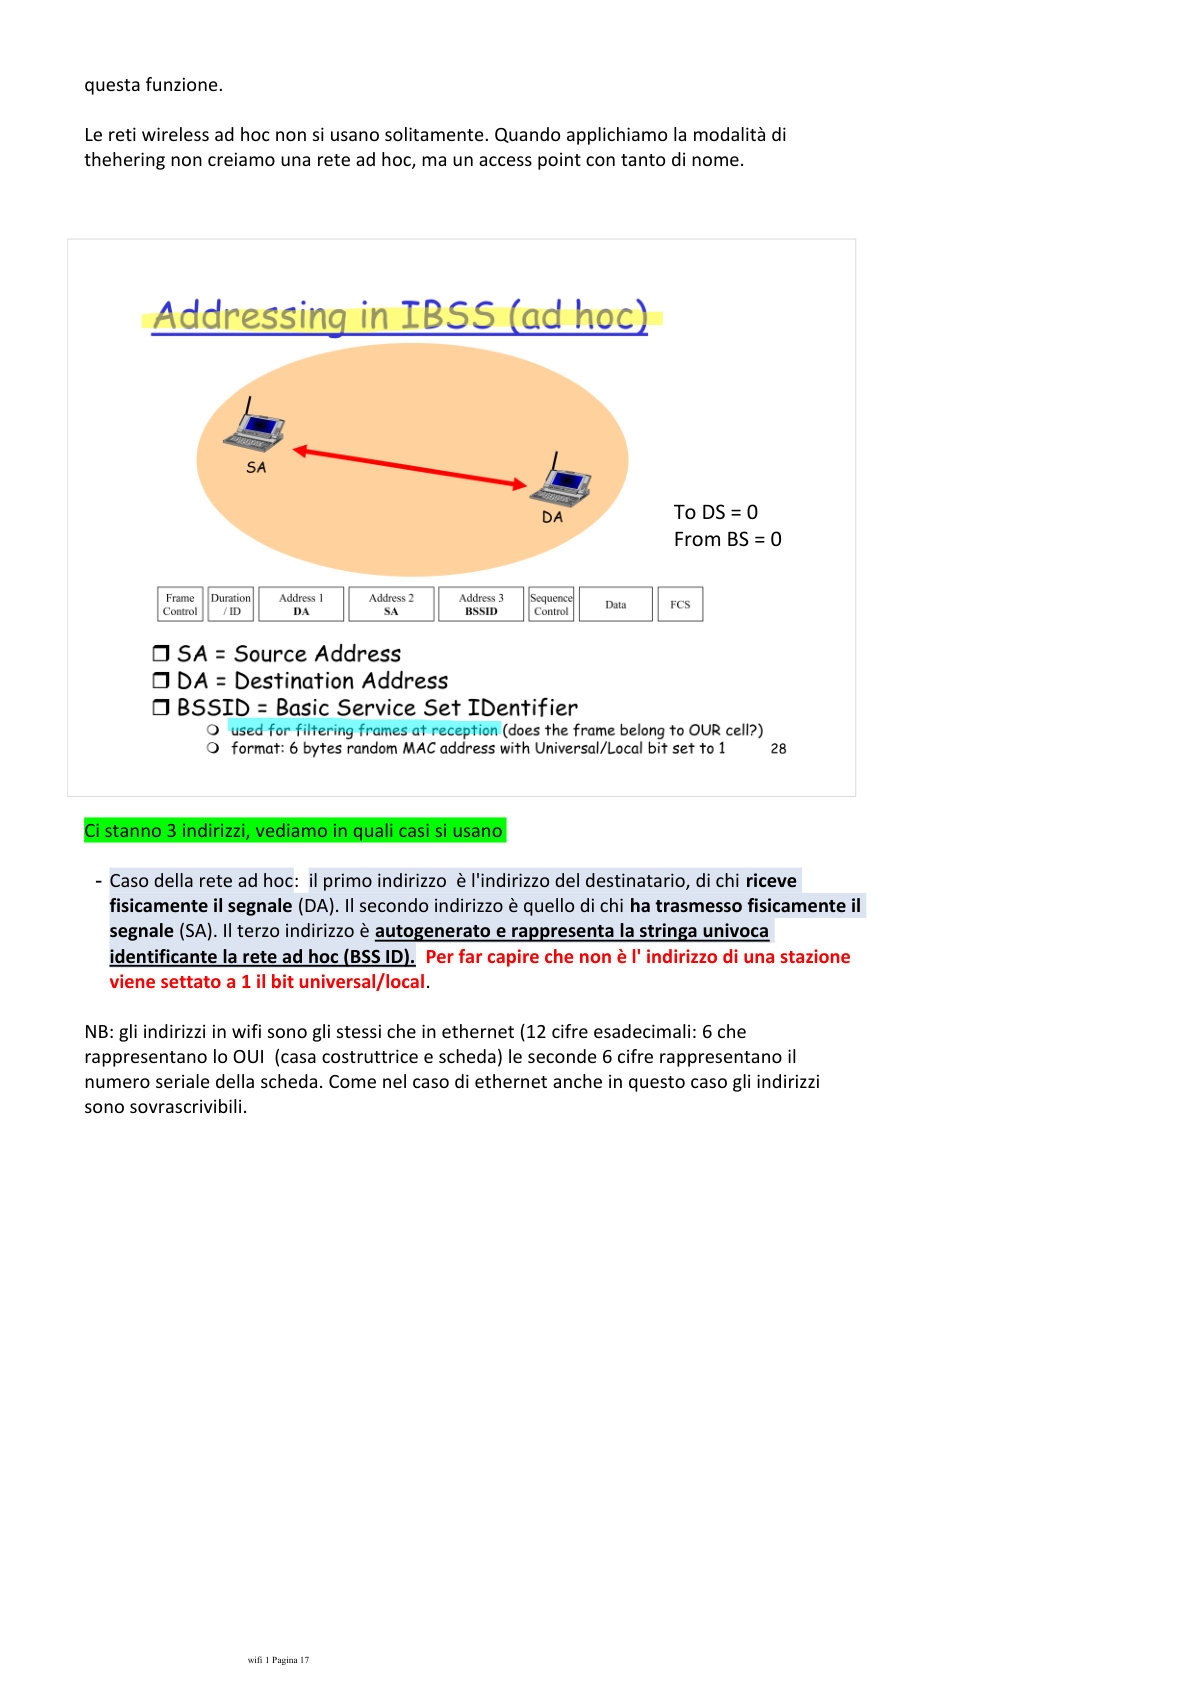 questa funzione.
Le reti wireless ad hoc non si usano solitamente. Quando applichiamo la modalità di
thehering non creiamo una rete ad hoc, ma un access point con tanto di nome.
Addressing in IBSS (ad hoc)
SA
DA
To DS = 0
From BS = 0
Frame Control
Duration / ID
Address 1 DA
Address 2 SA
Address 3 BSSID
Sequence Control
Data
FCS
❒ SA = Source Address
❒ DA = Destination Address
❒ BSSID = Basic Service Set IDentifier
❍ used for filtering frames at reception (does the frame belong to OUR cell?)
❍ format: 6 bytes random MAC address with Universal/Local bit set to 1
28
Ci stanno 3 indirizzi, vediamo in quali casi si usano
- Caso della rete ad hoc: il primo indirizzo è l'indirizzo del destinatario, di chi riceve
fisicamente il segnale (DA). Il secondo indirizzo è quello di chi ha trasmesso fisicamente il
segnale (SA). Il terzo indirizzo è autogenerato e rappresenta la stringa univoca
identificante la rete ad hoc (BSS ID). Per far capire che non è l' indirizzo di una stazione
viene settato a 1 il bit universal/local.
NB: gli indirizzi in wifi sono gli stessi che in ethernet (12 cifre esadecimali: 6 che
rappresentano lo OUI (casa costruttrice e scheda) le seconde 6 cifre rappresentano il
numero seriale della scheda. Come nel caso di ethernet anche in questo caso gli indirizzi
sono sovrascrivibili.
wifi 1 Pagina 17